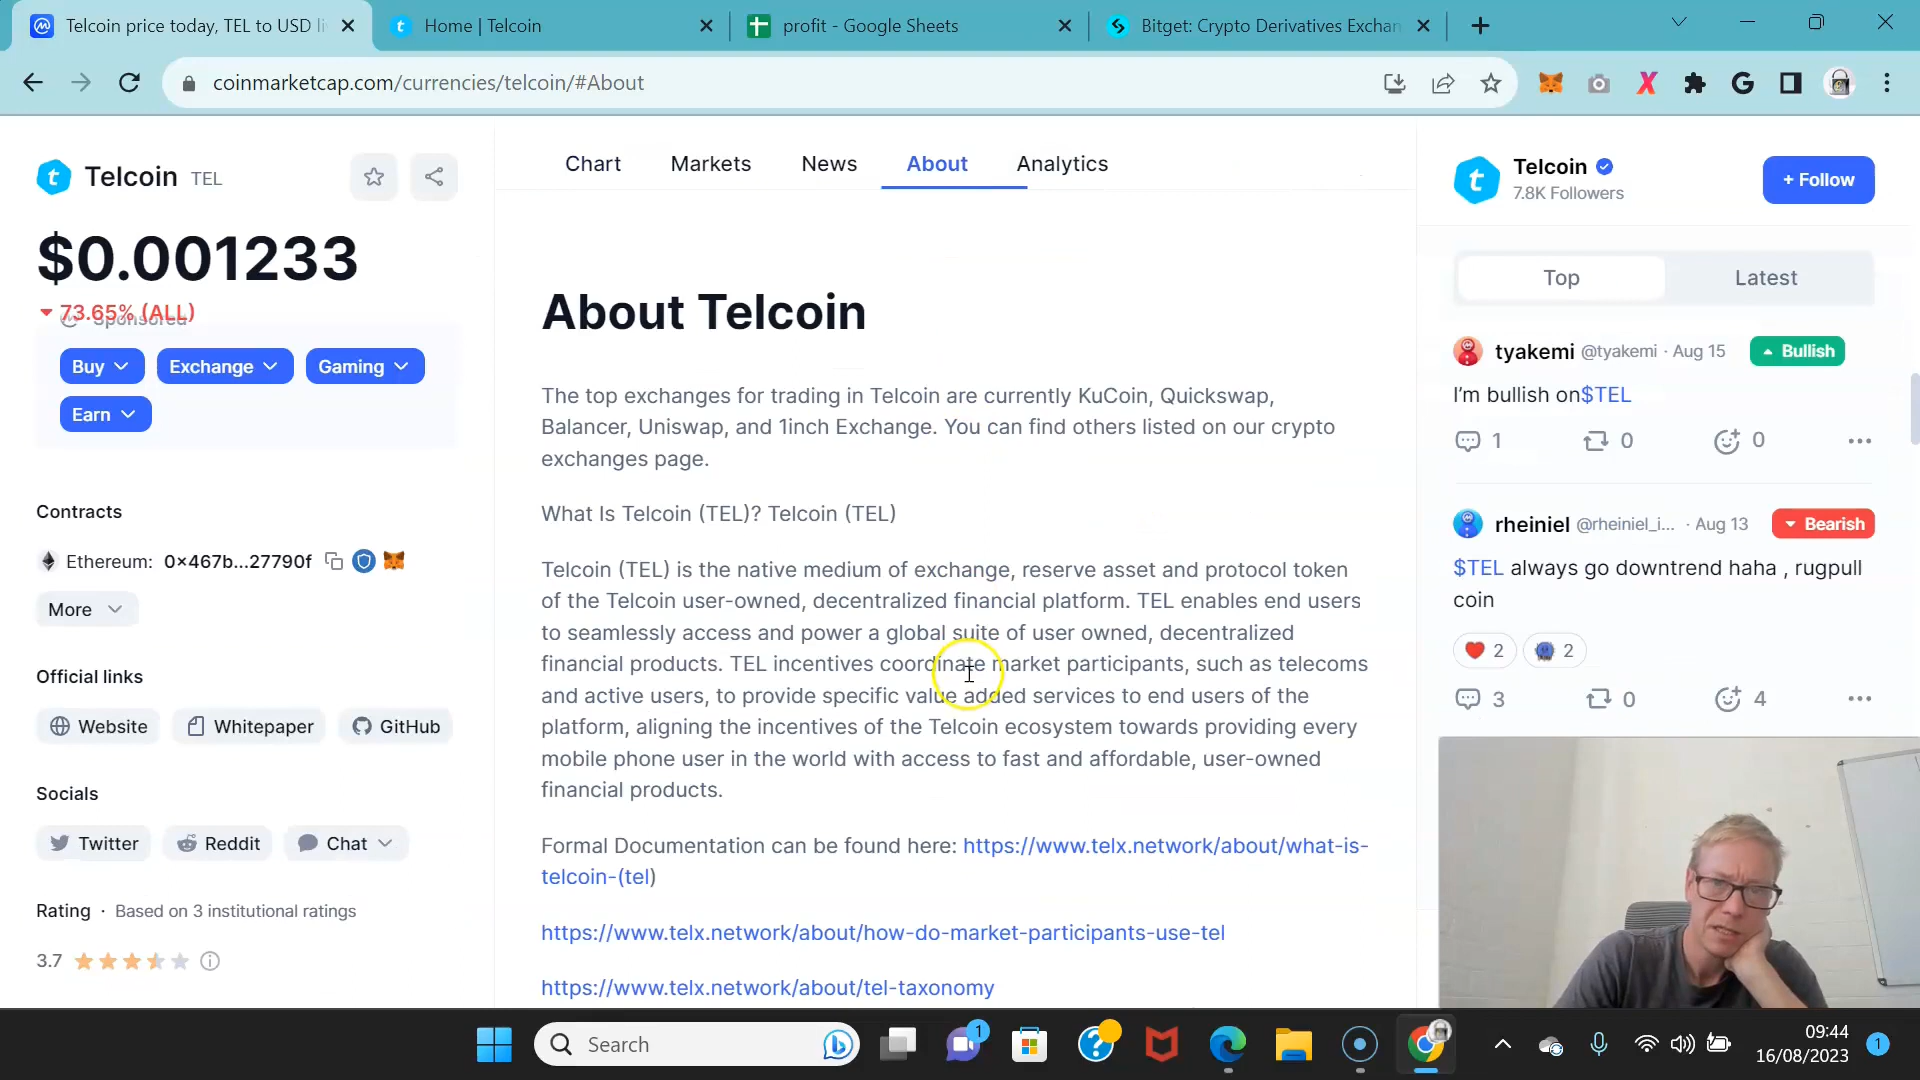 Telcoin price today, TEL to USD li
Home | Telcoin
profit - Google Sheets
Bitget: Crypto Derivatives Exchan
coinmarketcap.com/currencies/telcoin/#About
Telcoin TEL
$0.001233
73.65% (ALL)
Sponsored
Buy
Exchange
Gaming
Earn
Contracts
Ethereum: 0x467b...27790f
More
Official links
Website
Whitepaper
GitHub
Socials
Twitter
Reddit
Chat
Rating · Based on 3 institutional ratings
3.7
Chart
Markets
News
About
Analytics
About Telcoin
The top exchanges for trading in Telcoin are currently KuCoin, Quickswap,
Balancer, Uniswap, and 1inch Exchange. You can find others listed on our crypto
exchanges page.
What Is Telcoin (TEL)? Telcoin (TEL)
Telcoin (TEL) is the native medium of exchange, reserve asset and protocol token
of the Telcoin user-owned, decentralized financial platform. TEL enables end users
to seamlessly access and power a global suite of user owned, decentralized
financial products. TEL incentives coordinate market participants, such as telecoms
and active users, to provide specific value added services to end users of the
platform, aligning the incentives of the Telcoin ecosystem towards providing every
mobile phone user in the world with access to fast and affordable, user-owned
financial products.
Formal Documentation can be found here: https://www.telx.network/about/what-is-
telcoin-(tel)
https://www.telx.network/about/how-do-market-participants-use-tel
https://www.telx.network/about/tel-taxonomy
Telcoin
7.8K Followers
+ Follow
Top
Latest
tyakemi @tyakemi · Aug 15
Bullish
I'm bullish on$TEL
1
0
0
rheiniel @rheiniel_i... · Aug 13
Bearish
$TEL always go downtrend haha , rugpull
coin
2
2
3
0
4
Search
1
09:44
16/08/2023
1